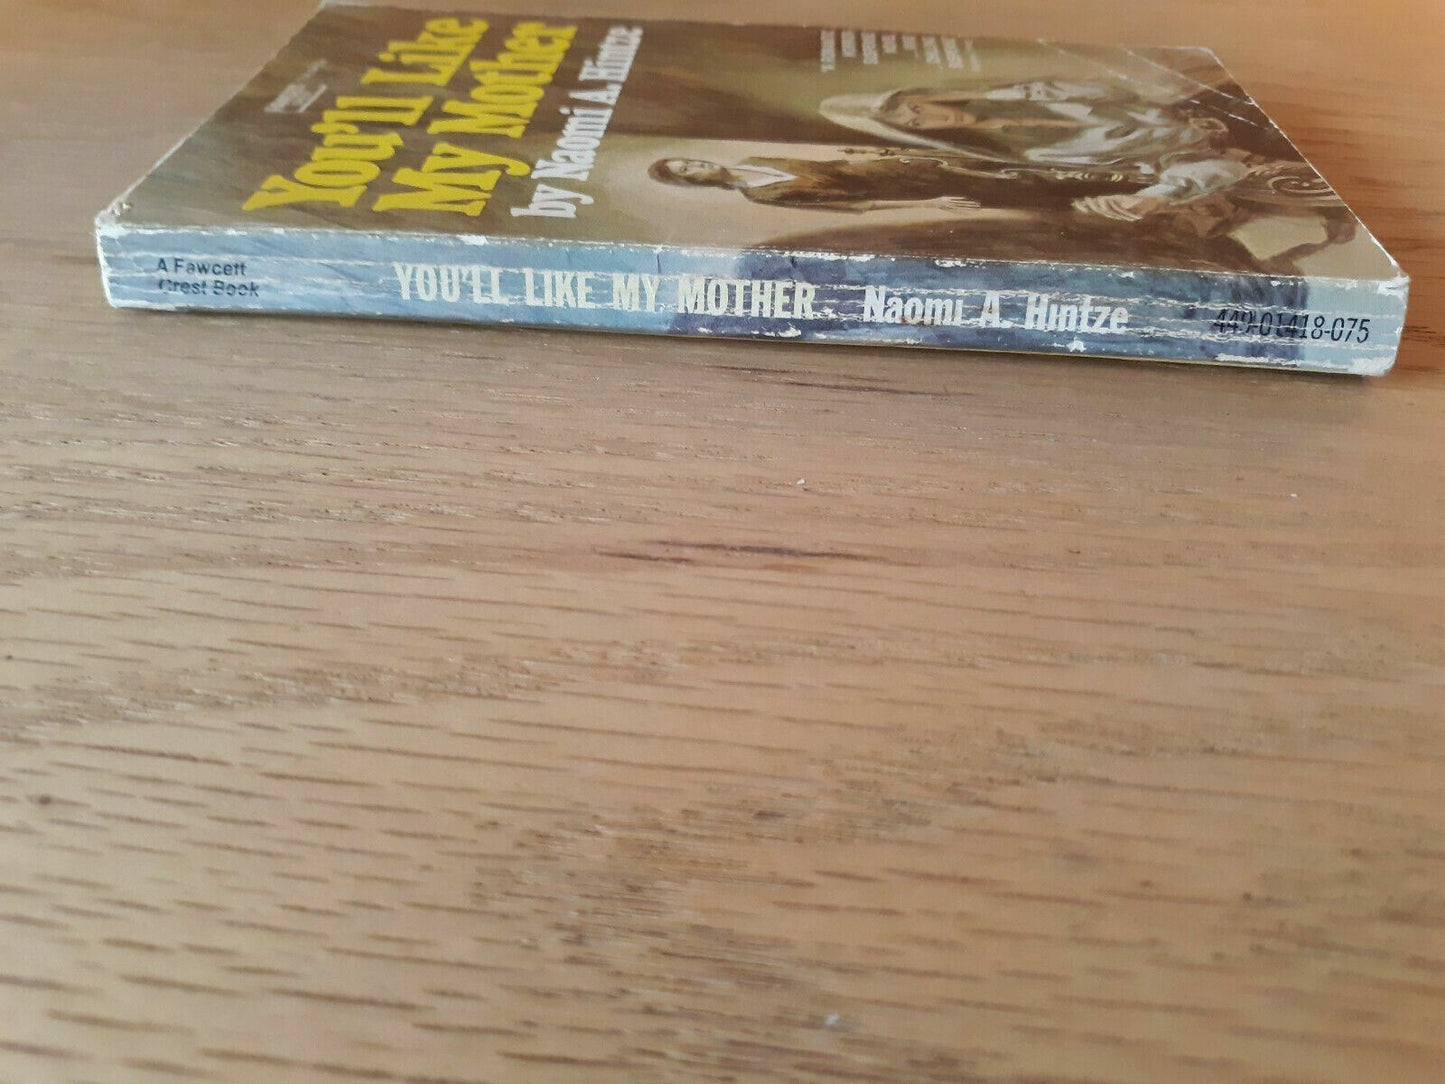 You'll Like
My Mother
by Naomi A. Hintze
A Fawcett
Crest Book
YOU'LL LIKE MY MOTHER Naomi A. Hintze
449-01418-075